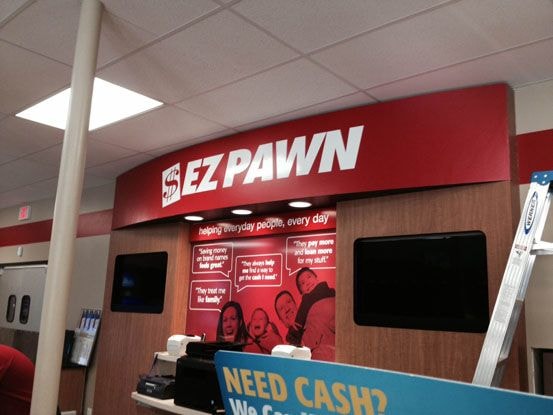 $ EZ PAWN
helping everyday people, every day
"Saving money
on brand names
feels great."
"They always help
me find a way to
get the cash I need.
"They pay more
and loan more
for my stuff."
"They treat me
like family"
WERNER
NEED CASH?